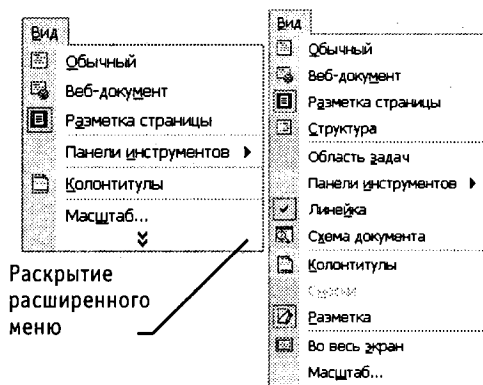 Вид
Обычный
Веб-документ
Разметка страницы
Панели инструментов
Колонтитулы
Масштаб...
Раскрытие
расширенного
меню
Вид
Обычный
Веб-документ
Разметка страницы
Структура
Область задач
Панели инструментов
Линейка
Схема документа
Колонтитулы
Сноски
Разметка
Во весь экран
Масштаб...